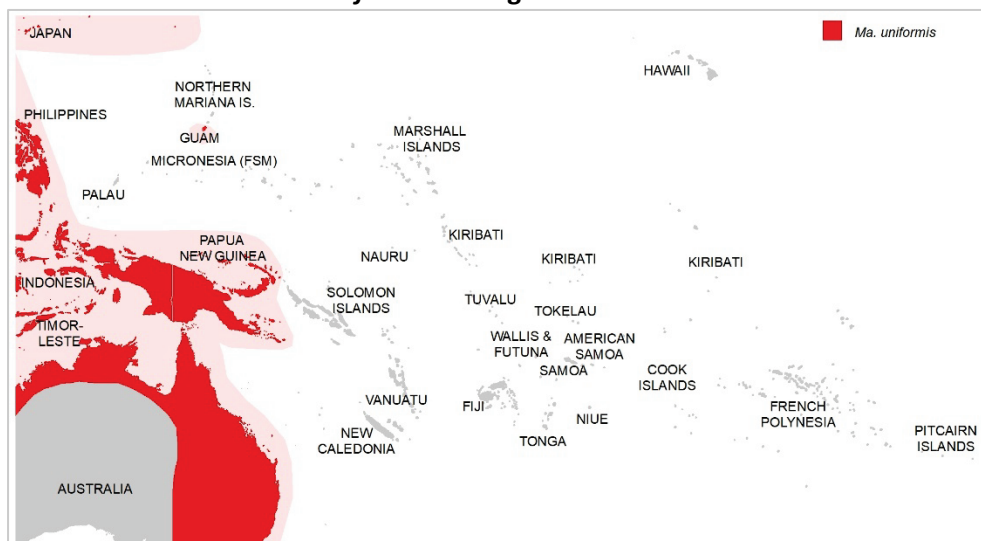 JAPAN
Ma. uniformis
HAWAII
NORTHERN
MARIANA IS.
PHILIPPINES
GUAM
MARSHALL
ISLANDS
MICRONESIA (FSM)
PALAU
KIRIBATI
PAPUA
NEW GUINEA
NAURU
KIRIBATI
KIRIBATI
INDONESIA
SOLOMON
ISLANDS
TUVALU
TOKELAU
TIMOR-
LESTE
WALLIS &
FUTUNA
AMERICAN
SAMOA
SAMOA
COOK
ISLANDS
VANUATU
FIJI
NIUE
FRENCH
POLYNESIA
NEW
CALEDONIA
TONGA
PITCAIRN
ISLANDS
AUSTRALIA